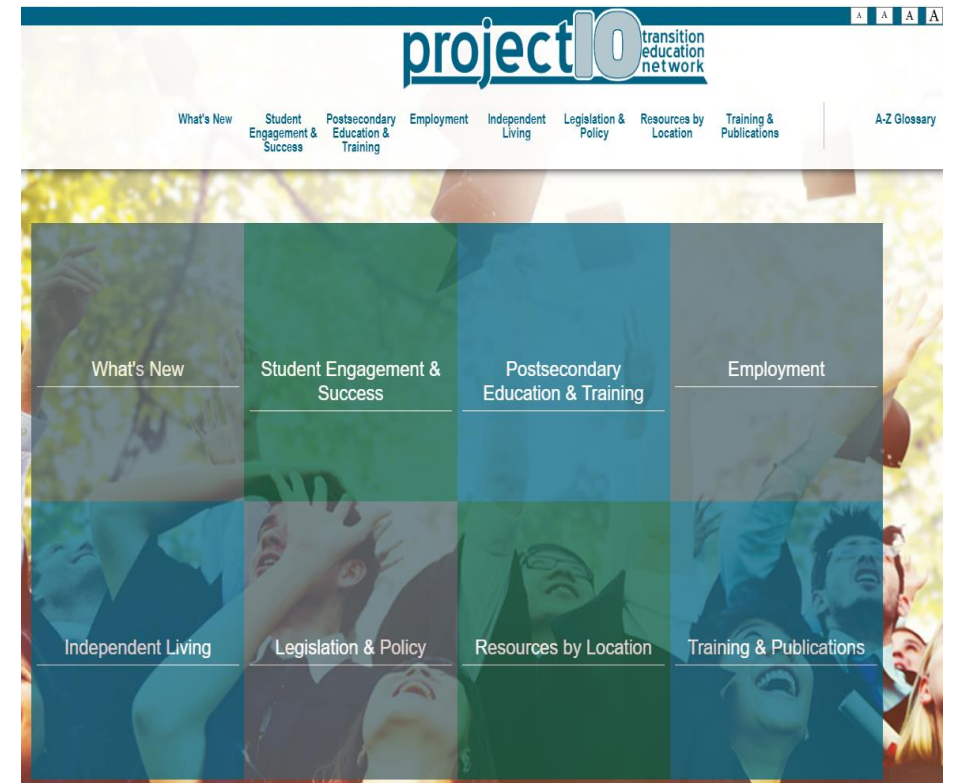 A A A A
project10
transition
education
network
What's New
Student
Engagement &
Success
Postsecondary
Education &
Training
Employment
Independent
Living
Legislation &
Policy
Resources by
Location
Training &
Publications
A-Z Glossary
What's New
Student Engagement &
Success
Postsecondary
Education & Training
Employment
Independent Living
Legislation & Policy
Resources by Location
Training & Publications